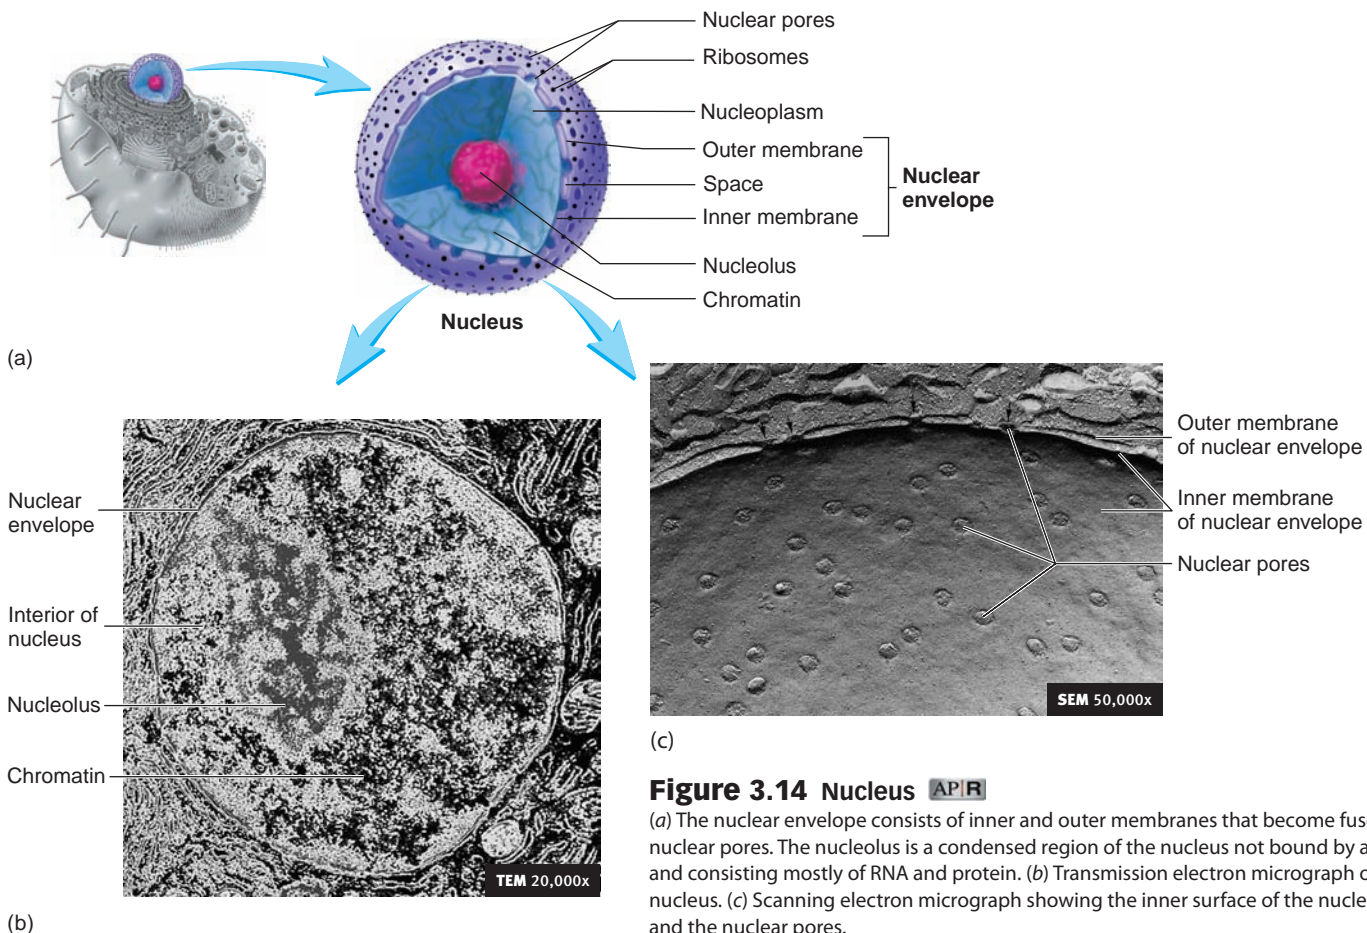 Nuclear pores
Ribosomes
Nucleoplasm
Outer membrane
Space
Inner membrane
Nuclear
envelope
Nucleolus
Chromatin
Nucleus
(a)
Nuclear
envelope
Interior of
nucleus
Nucleolus
Chromatin
TEM 20,000x
(b)
Outer membrane
of nuclear envelope
Inner membrane
of nuclear envelope
Nuclear pores
SEM 50,000x
(c)
Figure 3.14 Nucleus AP|R
(a) The nuclear envelope consists of inner and outer membranes that become
nuclear pores. The nucleolus is a condensed region of the nucleus not bound by
and consisting mostly of RNA and protein. (b) Transmission electron micrograph
nucleus. (c) Scanning electron micrograph showing the inner surface of the
and the nuclear pores.